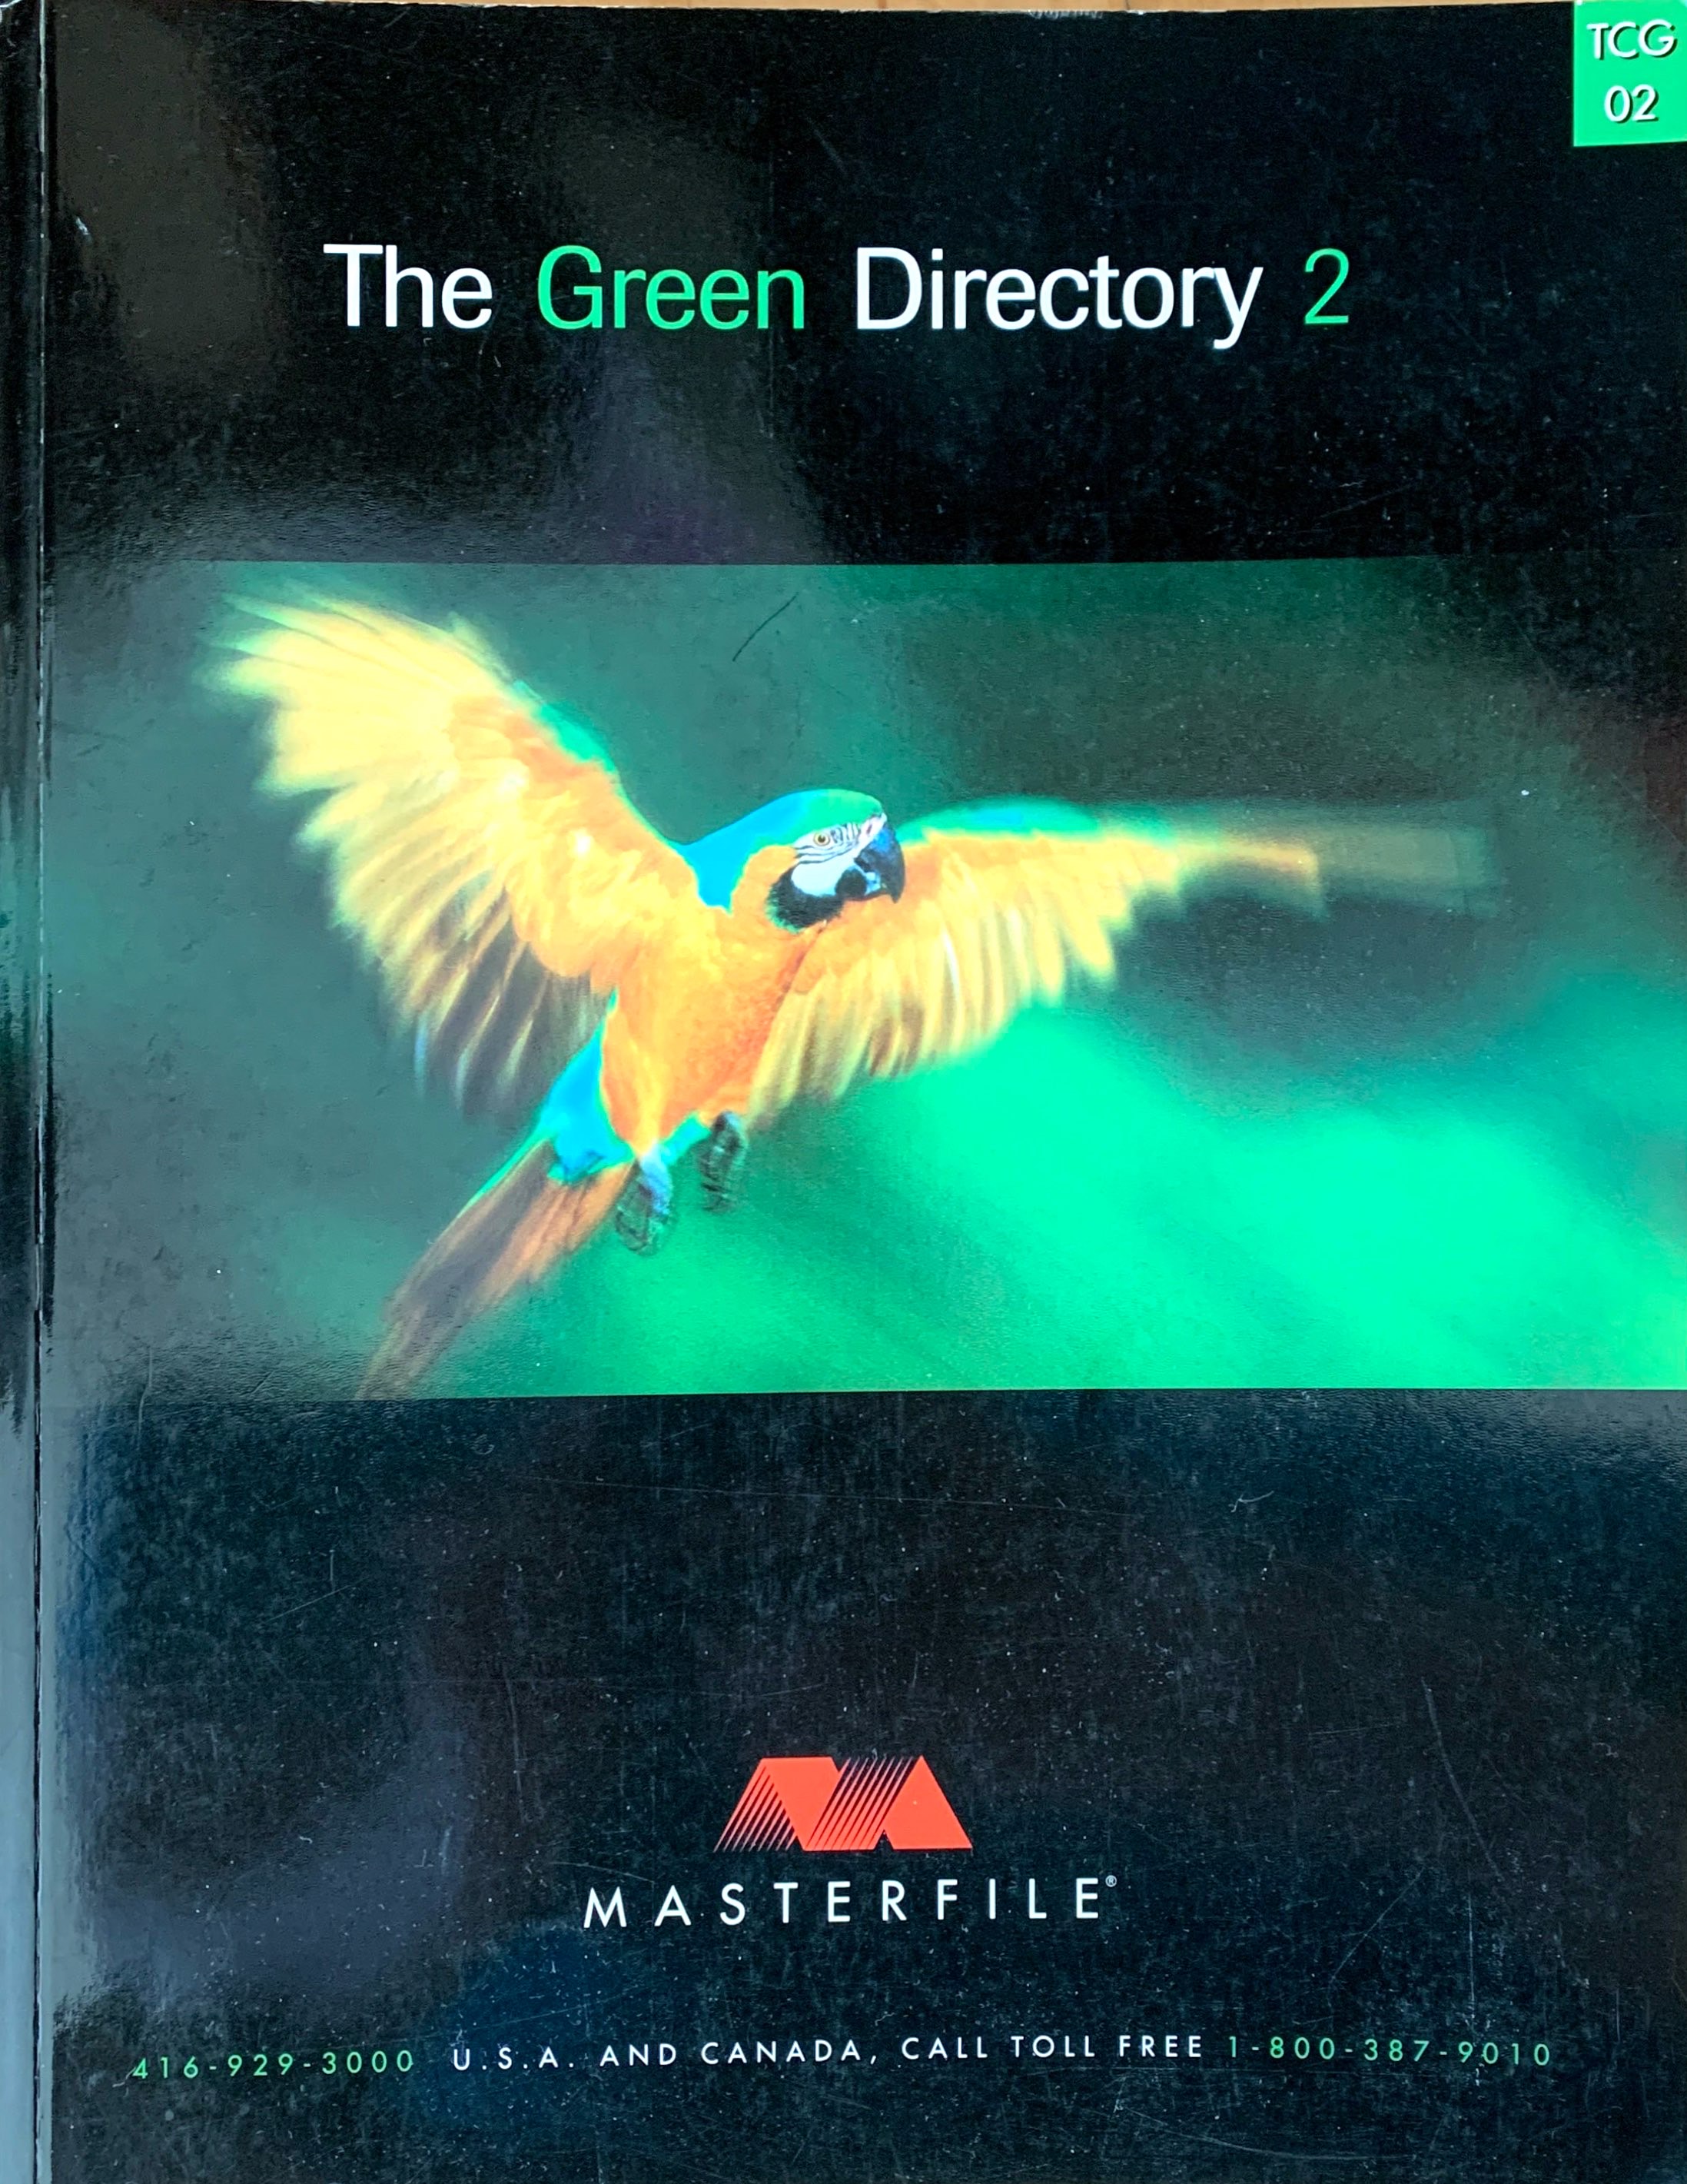 TCG
02
The Green Directory 2
MASTERFILE®
416-929-3000 U.S.A. AND CANADA, CALL TOLL FREE 1-800-387-9010